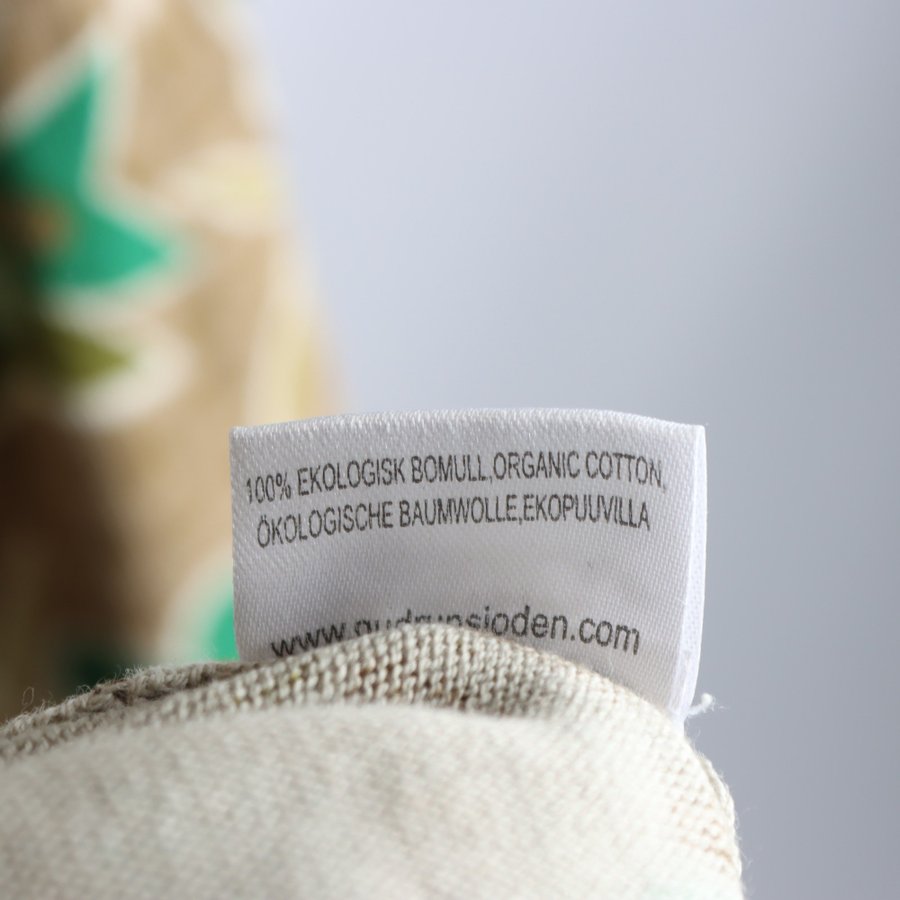 100% EKOLOGISK BOMULL,ORGANIC COTTON,
ÖKOLOGISCHE BAUMWOLLE,EKOPUUVILLA
www.gudrunsjoden.com